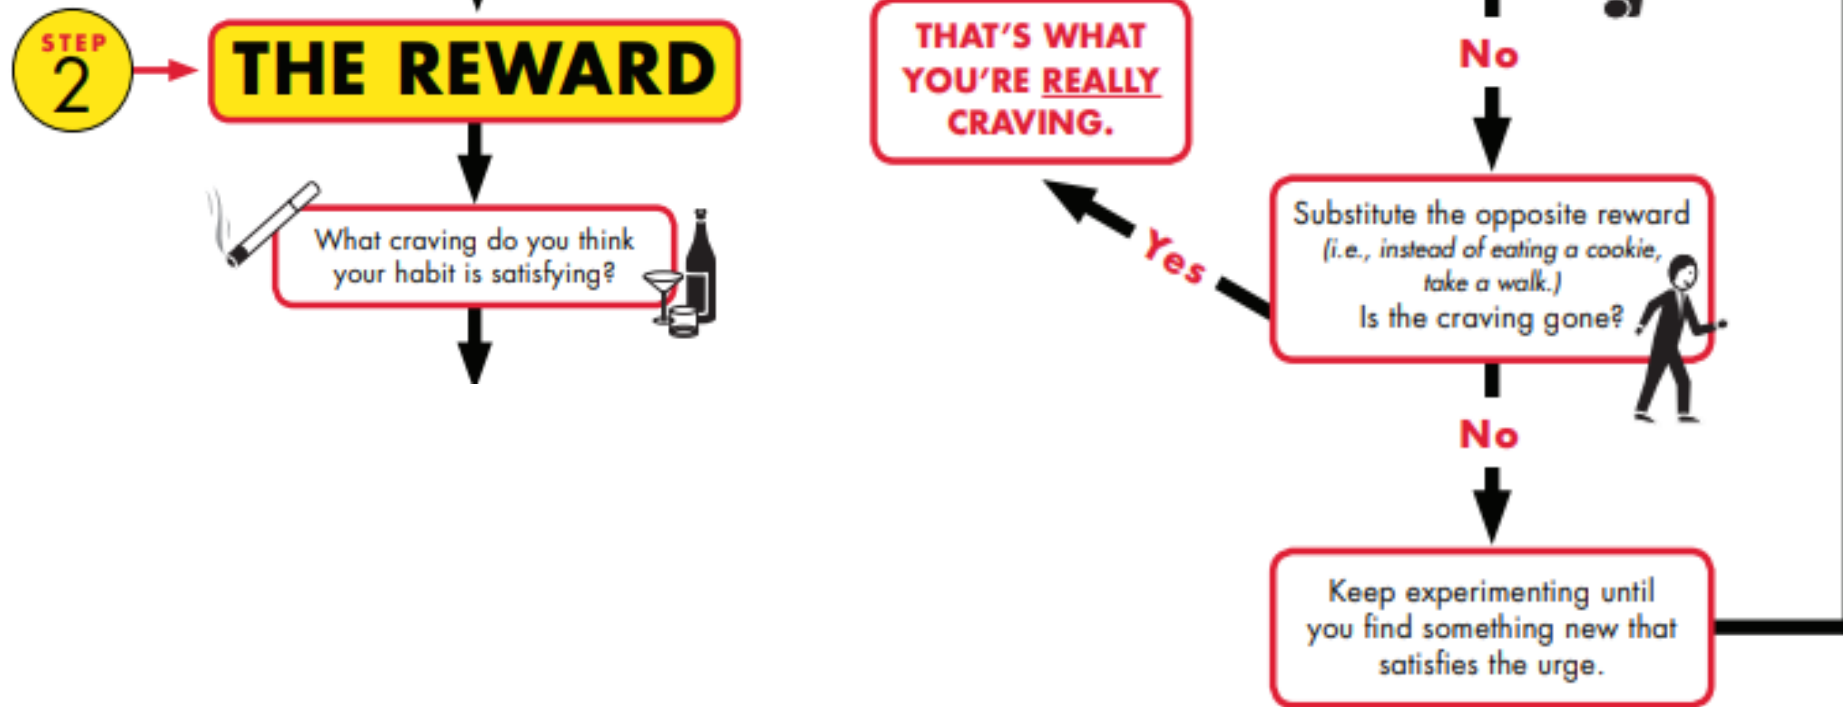 STEP
2
THE REWARD
What craving do you think
your habit is satisfying?
THAT'S WHAT
YOU'RE REALLY
CRAVING.
No
Substitute the opposite reward
(i.e., instead of eating a cookie,
take a walk.)
Is the craving gone?
Yes
No
Keep experimenting until
you find something new that
satisfies the urge.